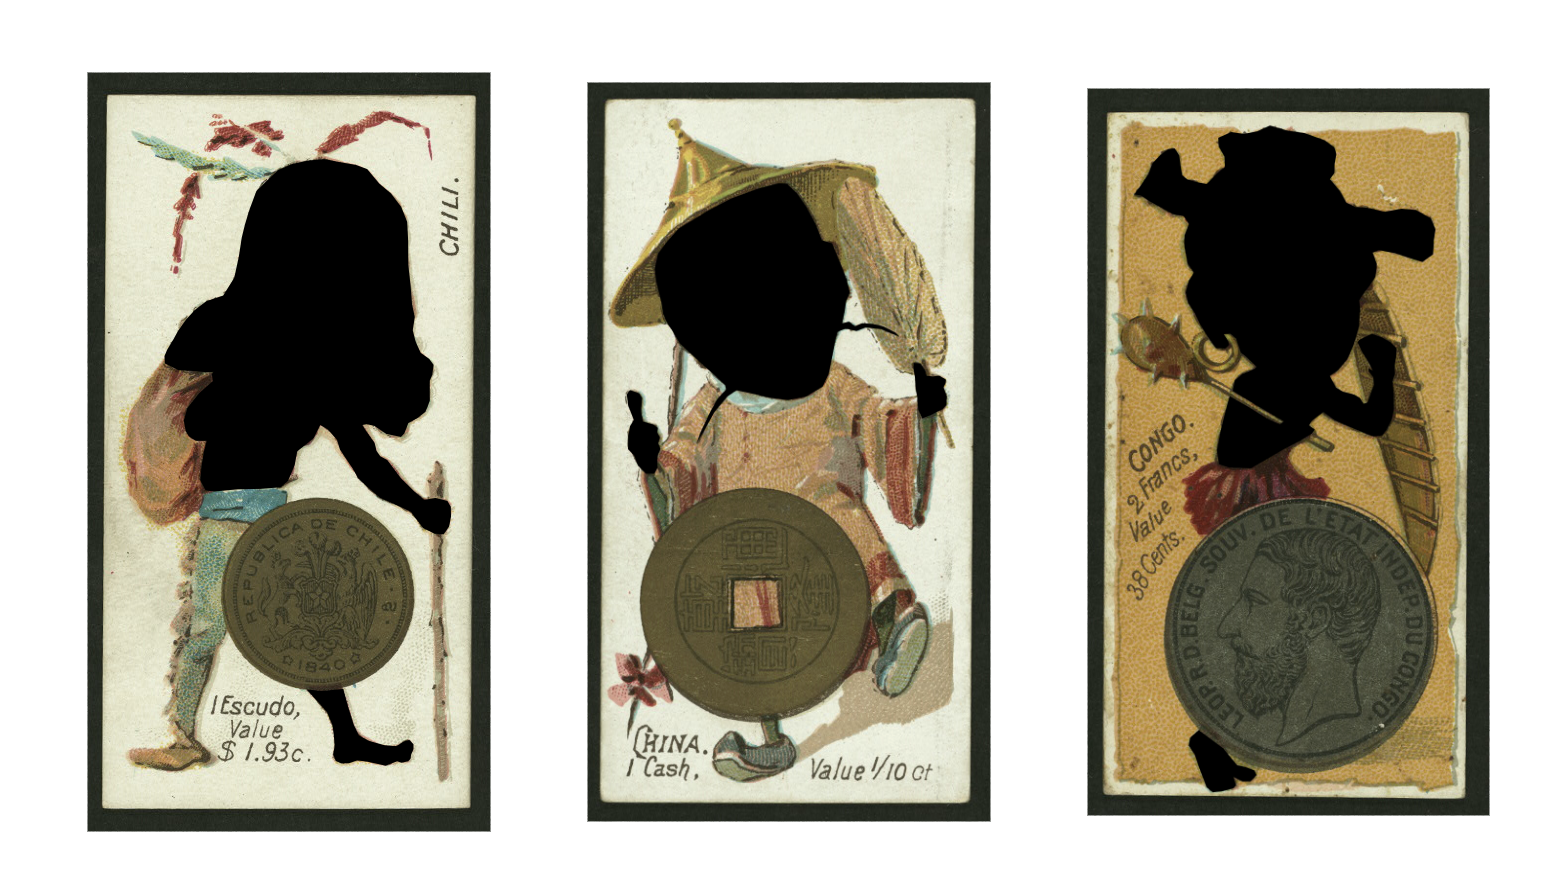 CHILI.
REPUBLICA DE CHILE · S ·
☆1840☆
1 Escudo,
Value
$ 1.93c.
CHINA.
1 Cash,
Value 1/10 ct
CONGO.
2 Francs,
Value
38 Cents.
LEOP. R. D. BELG. SOUV. DE L'ETAT INDEP. DU CONGO.